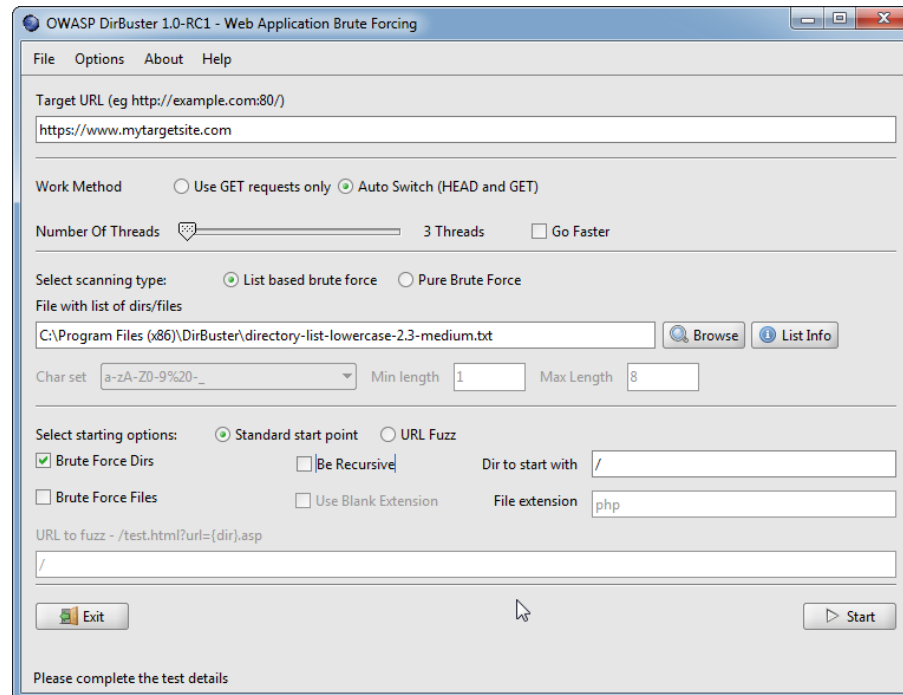 OWASP DirBuster 1.0-RC1 - Web Application Brute Forcing
File Options About Help
Target URL (eg http://example.com:80/)
https://www.mytargetsite.com
Work Method Use GET requests only Auto Switch (HEAD and GET)
Number Of Threads 3 Threads Go Faster
Select scanning type: List based brute force Pure Brute Force
File with list of dirs/files
C:\Program Files (x86)\DirBuster\directory-list-lowercase-2.3-medium.txt Browse List Info
Char set a-zA-Z0-9%20-_ Min length 1 Max Length 8
Select starting options: Standard start point URL Fuzz
Brute Force Dirs Be Recursive Dir to start with /
Brute Force Files Use Blank Extension File extension php
URL to fuzz - /test.html?url={dir}.asp
/
Exit Start
Please complete the test details